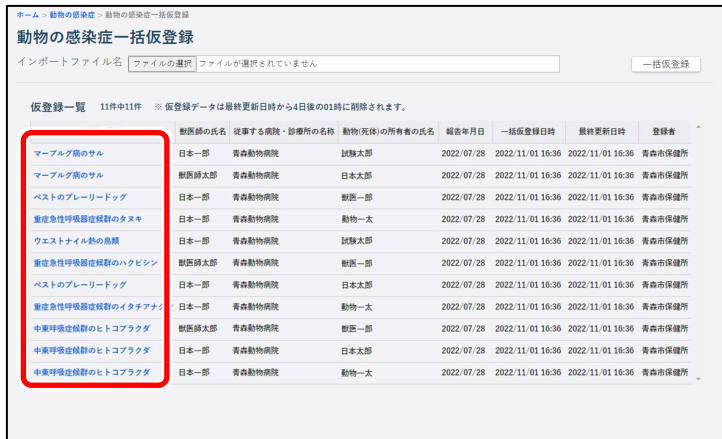 ホーム > 動物の感染症 > 動物の感染症一括仮登録
動物の感染症一括仮登録
インポートファイル名 ファイルの選択 ファイルが選択されていません 一括仮登録
仮登録一覧 11件中11件 ※ 仮登録データは最終更新日時から4日後の01時に削除されます。
獣医師の氏名 従事する病院・診療所の名称 動物(死体)の所有者の氏名 報告年月日 一括仮登録日時 最終更新日時 登録者
マーブルグ病のサル 日本一郎 青森動物病院 試験太郎 2022/07/28 2022/11/01 16:36 2022/11/01 16:36 青森市保健所
マーブルグ病のサル 獣医師太郎 青森動物病院 日本太郎 2022/07/28 2022/11/01 16:36 2022/11/01 16:36 青森市保健所
ペストのプレーリードッグ 日本一郎 青森動物病院 獣医一郎 2022/07/28 2022/11/01 16:36 2022/11/01 16:36 青森市保健所
重症急性呼吸器症候群のタヌキ 日本一郎 青森動物病院 動物一太 2022/07/28 2022/11/01 16:36 2022/11/01 16:36 青森市保健所
ウエストナイル熱の鳥類 日本一郎 青森動物病院 試験太郎 2022/07/28 2022/11/01 16:36 2022/11/01 16:36 青森市保健所
重症急性呼吸器症候群のハクビシン 獣医師太郎 青森動物病院 獣医一郎 2022/07/28 2022/11/01 16:36 2022/11/01 16:36 青森市保健所
ペストのプレーリードッグ 日本一郎 青森動物病院 日本太郎 2022/07/28 2022/11/01 16:36 2022/11/01 16:36 青森市保健所
重症急性呼吸器症候群のイタチアナグ 日本一郎 青森動物病院 動物一太 2022/07/28 2022/11/01 16:36 2022/11/01 16:36 青森市保健所
中東呼吸症候群のヒトコブラクダ 獣医師太郎 青森動物病院 獣医一郎 2022/07/28 2022/11/01 16:36 2022/11/01 16:36 青森市保健所
中東呼吸症候群のヒトコブラクダ 日本一郎 青森動物病院 日本太郎 2022/07/28 2022/11/01 16:36 2022/11/01 16:36 青森市保健所
中東呼吸症候群のヒトコブラクダ 日本一郎 青森動物病院 動物一太 2022/07/28 2022/11/01 16:36 2022/11/01 16:36 青森市保健所